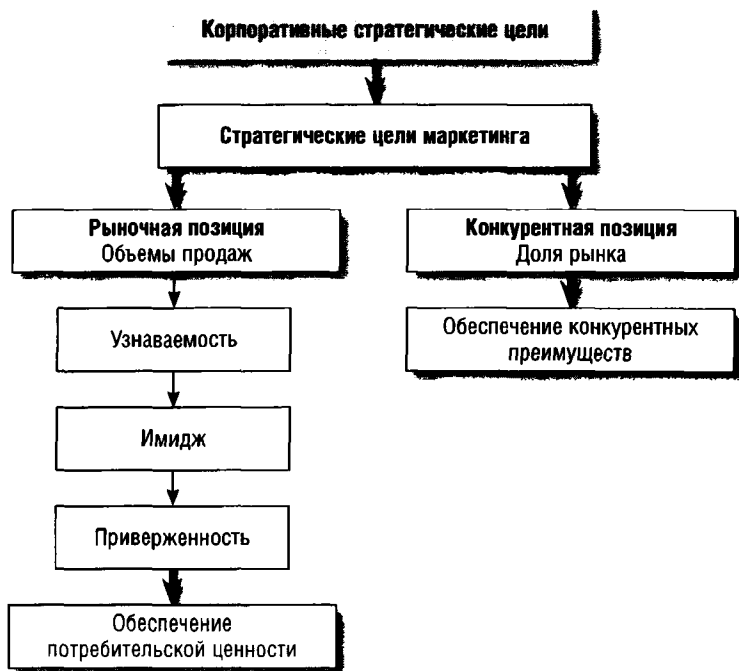 Корпоративные стратегические цели
Стратегические цели маркетинга
Рыночная позиция
Объемы продаж
Конкурентная позиция
Доля рынка
Узнаваемость
Обеспечение конкурентных
преимуществ
Имидж
Приверженность
Обеспечение
потребительской ценности